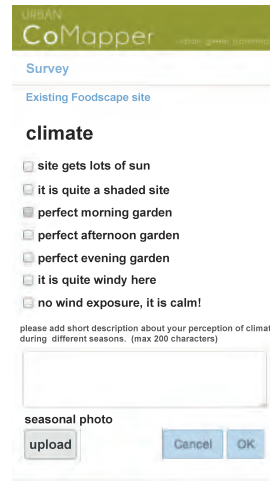 URBAN
CoMapper
Survey
Existing Foodscape site
climate
site gets lots of sun
it is quite a shaded site
perfect morning garden
perfect afternoon garden
perfect evening garden
it is quite windy here
no wind exposure, it is calm!
please add short description about your perception of climat
during different seasons. (max 200 characters)
seasonal photo
upload
Cancel
OK